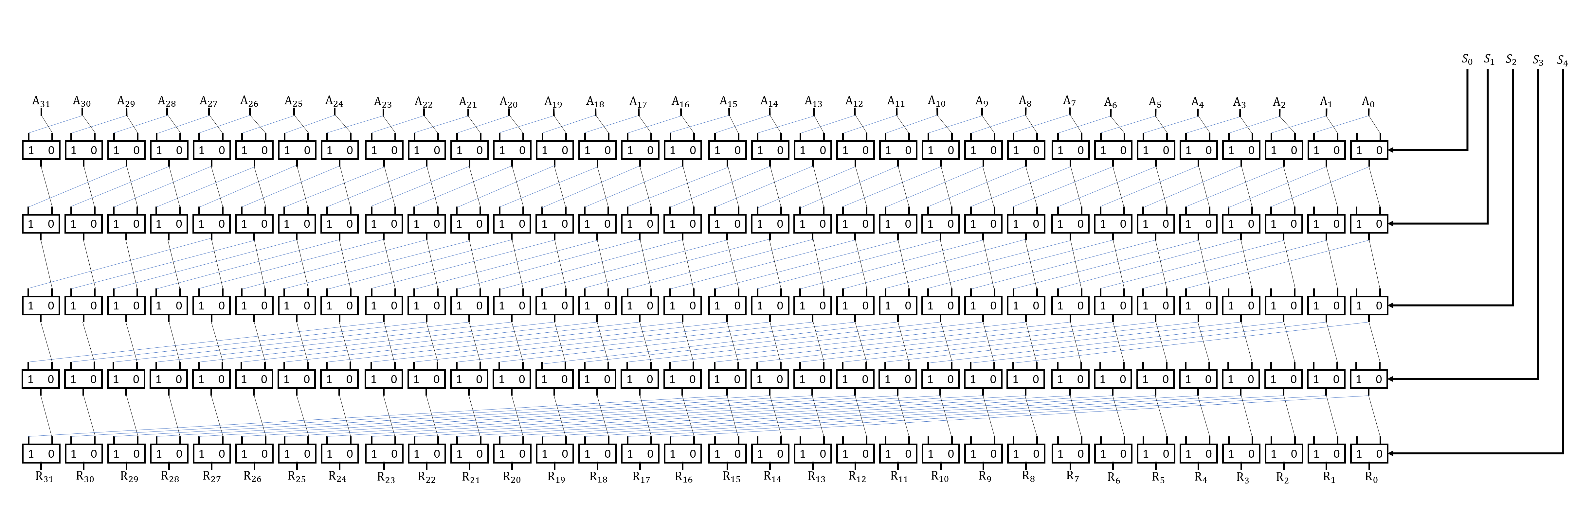 S₀ S₁ S₂ S₃ S₄
A₃₁ A₃₀ A₂₉ A₂₈ A₂₇ A₂₆ A₂₅ A₂₄ A₂₃ A₂₂ A₂₁ A₂₀ A₁₉ A₁₈ A₁₇ A₁₆ A₁₅ A₁₄ A₁₃ A₁₂ A₁₁ A₁₀ A₉ A₈ A₇ A₆ A₅ A₄ A₃ A₂ A₁ A₀
1 0 1 0 1 0 1 0 1 0 1 0 1 0 1 0 1 0 1 0 1 0 1 0 1 0 1 0 1 0 1 0 1 0 1 0 1 0 1 0 1 0 1 0 1 0 1 0 1 0 1 0 1 0 1 0 1 0 1 0 1 0 1 0
1 0 1 0 1 0 1 0 1 0 1 0 1 0 1 0 1 0 1 0 1 0 1 0 1 0 1 0 1 0 1 0 1 0 1 0 1 0 1 0 1 0 1 0 1 0 1 0 1 0 1 0 1 0 1 0 1 0 1 0 1 0 1 0
1 0 1 0 1 0 1 0 1 0 1 0 1 0 1 0 1 0 1 0 1 0 1 0 1 0 1 0 1 0 1 0 1 0 1 0 1 0 1 0 1 0 1 0 1 0 1 0 1 0 1 0 1 0 1 0 1 0 1 0 1 0 1 0
1 0 1 0 1 0 1 0 1 0 1 0 1 0 1 0 1 0 1 0 1 0 1 0 1 0 1 0 1 0 1 0 1 0 1 0 1 0 1 0 1 0 1 0 1 0 1 0 1 0 1 0 1 0 1 0 1 0 1 0 1 0 1 0
1 0 1 0 1 0 1 0 1 0 1 0 1 0 1 0 1 0 1 0 1 0 1 0 1 0 1 0 1 0 1 0 1 0 1 0 1 0 1 0 1 0 1 0 1 0 1 0 1 0 1 0 1 0 1 0 1 0 1 0 1 0 1 0
R₃₁ R₃₀ R₂₉ R₂₈ R₂₇ R₂₆ R₂₅ R₂₄ R₂₃ R₂₂ R₂₁ R₂₀ R₁₉ R₁₈ R₁₇ R₁₆ R₁₅ R₁₄ R₁₃ R₁₂ R₁₁ R₁₀ R₉ R₈ R₇ R₆ R₅ R₄ R₃ R₂ R₁ R₀